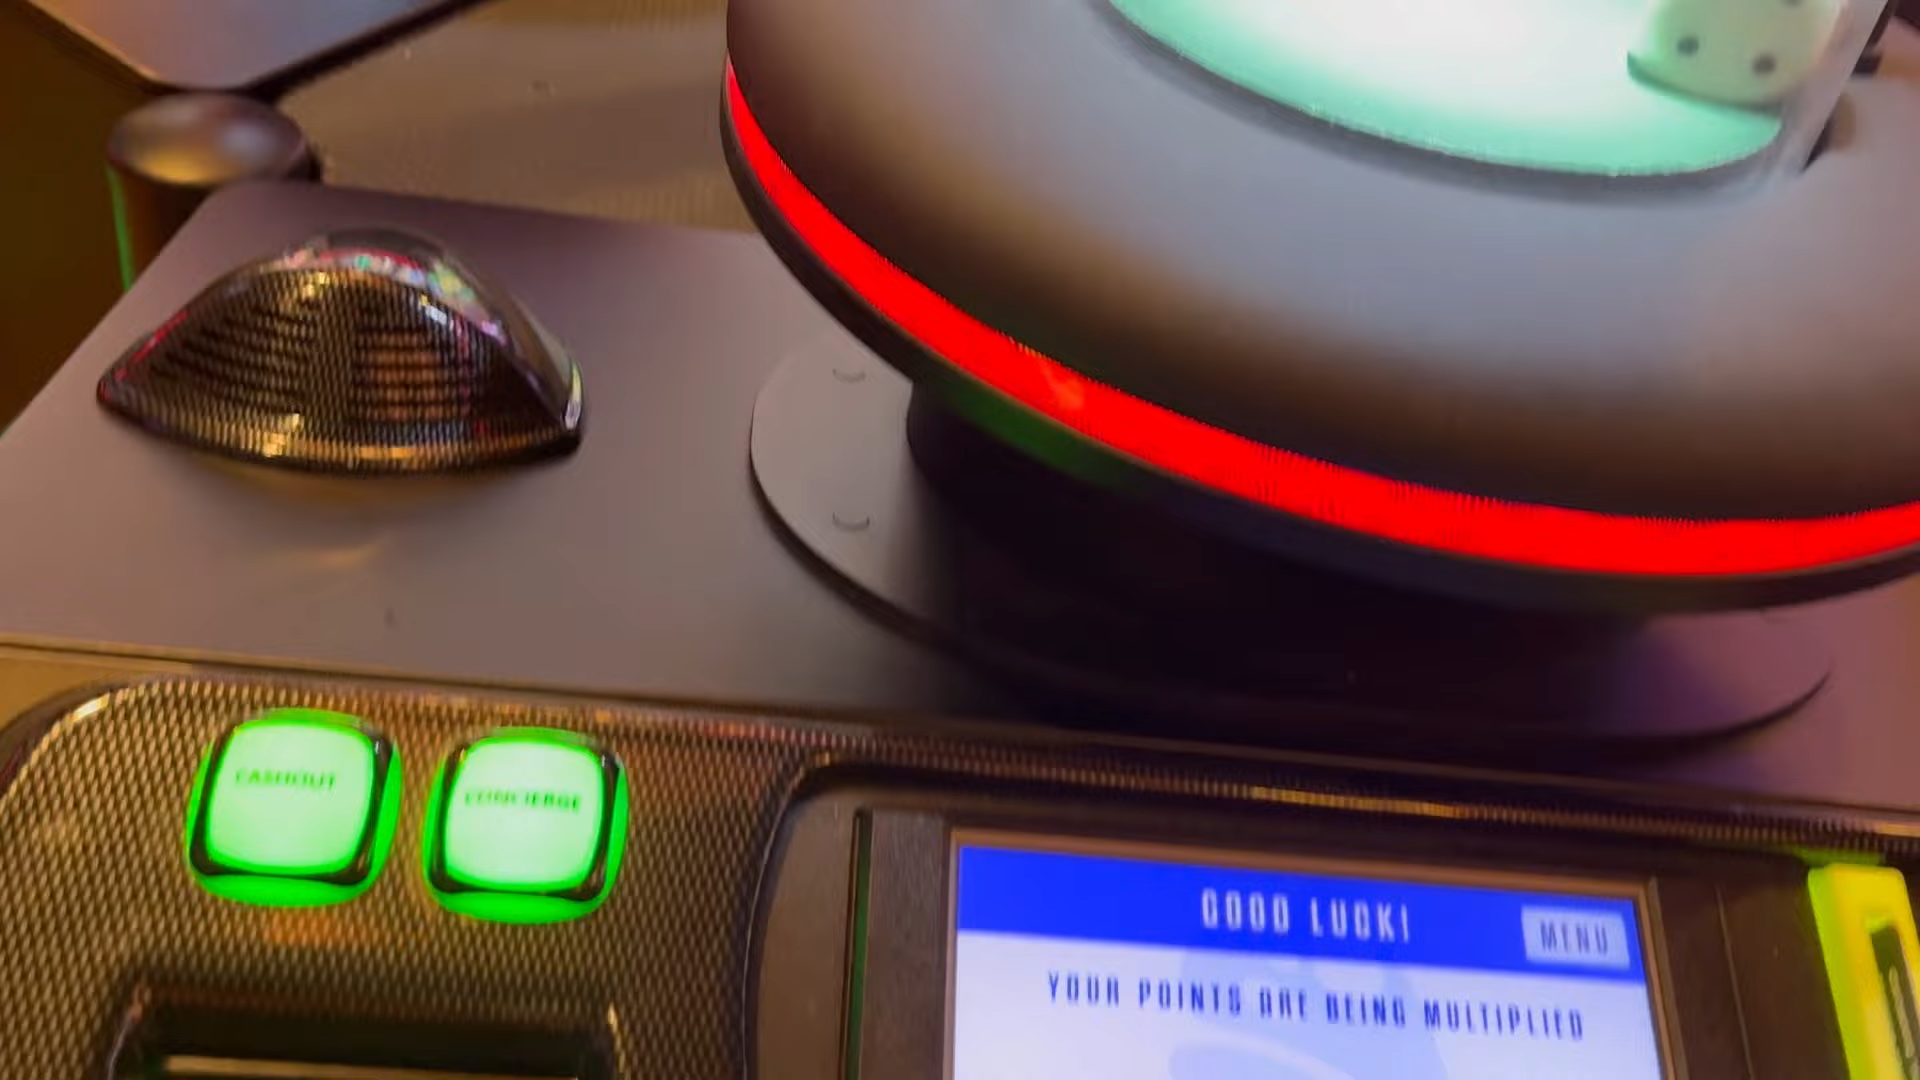 CASHOUT
CONCIERGE
GOOD LUCK!
MENU
YOUR POINTS ARE BEING MULTIPLIED